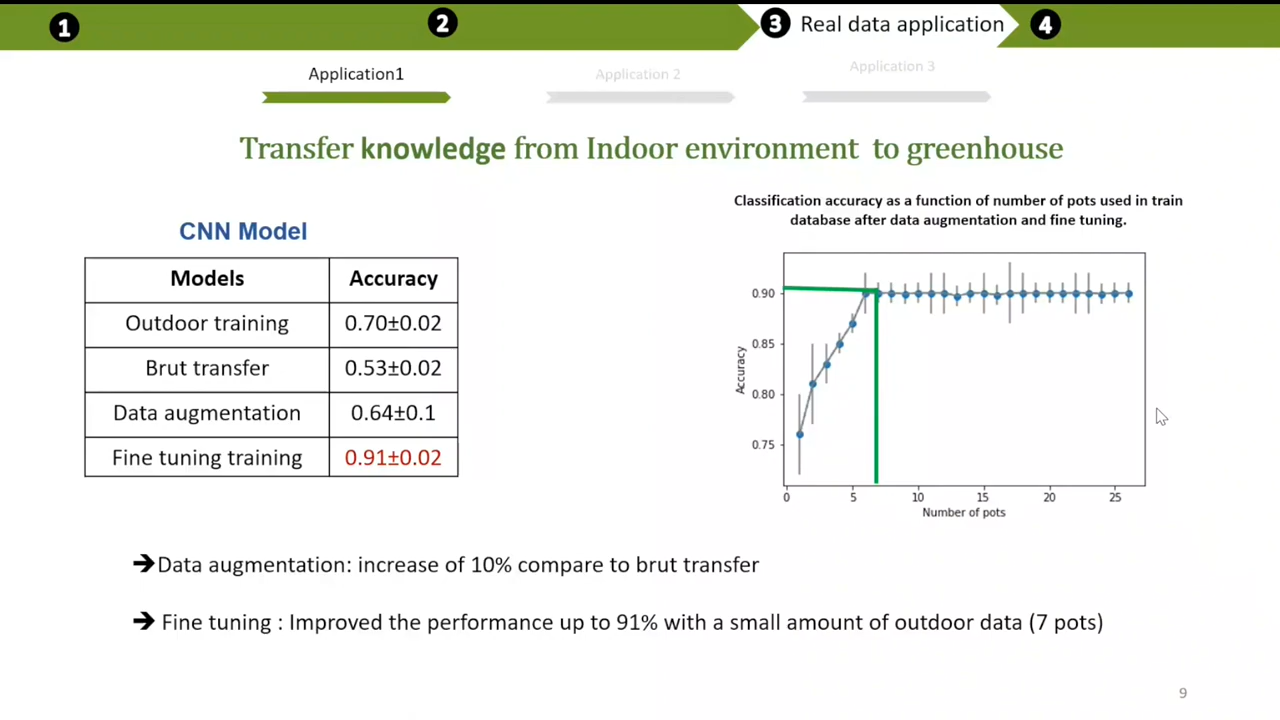 1
2
3 Real data application
4
Application1
Application 2
Application 3
Transfer knowledge from Indoor environment to greenhouse
CNN Model
Models Accuracy
Outdoor training 0.70±0.02
Brut transfer 0.53±0.02
Data augmentation 0.64±0.1
Fine tuning training 0.91±0.02
Classification accuracy as a function of number of pots used in train
database after data augmentation and fine tuning.
Accuracy
0.90
0.85
0.80
0.75
0 5 10 15 20 25
Number of pots
➔Data augmentation: increase of 10% compare to brut transfer
➔ Fine tuning : Improved the performance up to 91% with a small amount of outdoor data (7 pots)
9